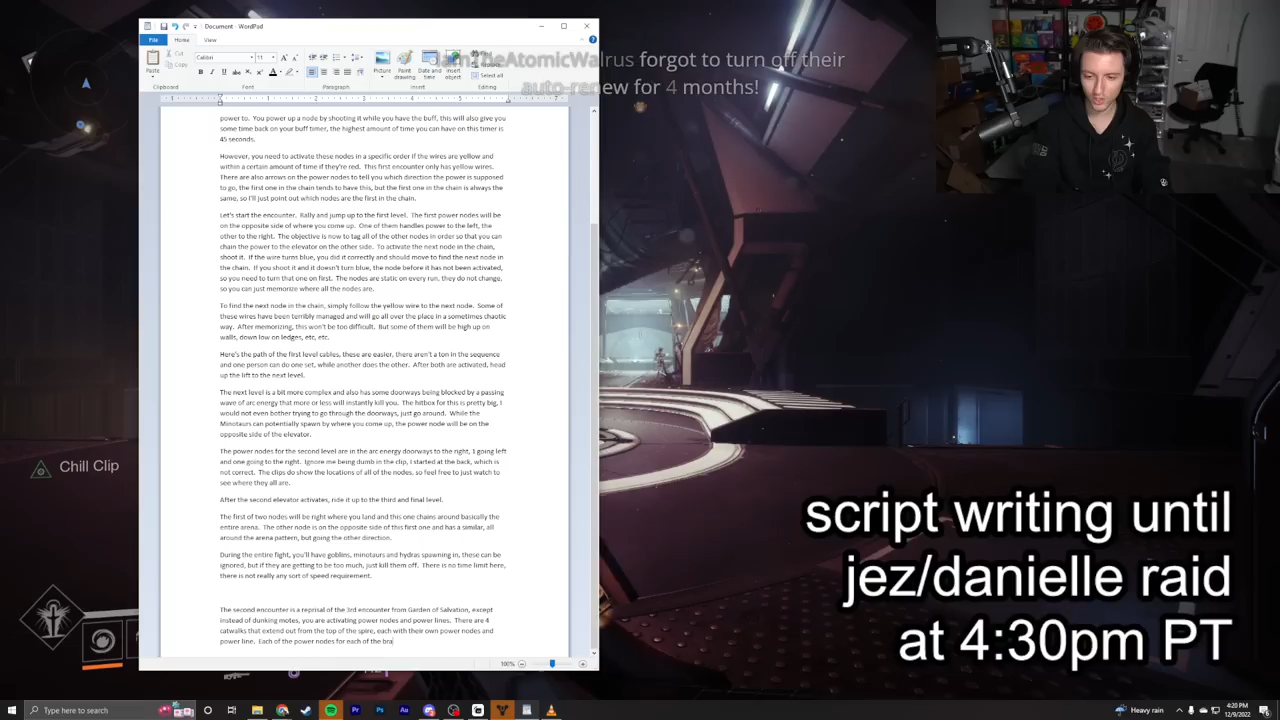 Document - WordPad
File
Home
View
Paste
Cut
Copy
Clipboard
Calibri
11
Font
Paragraph
Picture
Paint drawing
Date and time
Insert object
Insert
Select all
Editing
AtomicWalrus forgot to turn off their
auto-renew for 4 months!
power to. You power up a node by shooting it while you have the buff, this will also give you
some time back on your buff timer, the highest amount of time you can have on this timer is
45 seconds.
However, you need to activate these nodes in a specific order if the wires are yellow and
within a certain amount of time if they're red. This first encounter only has yellow wires.
There are also arrows on the power nodes to tell you which direction the power is supposed
to go, the first one in the chain tends to have this, but the first one in the chain is always the
same, so I'll just point out which nodes are the first in the chain.
Let's start the encounter. Rally and jump up to the first level. The first power nodes will be
on the opposite side of where you come up. One of them handles power to the left, the
other to the right. The objective is now to tag all of the other nodes in order so that you can
chain the power to the elevator on the other side. To activate the next node in the chain,
shoot it. If the wire turns blue, you did it correctly and should move to find the next node in
the chain. If you shoot it and it doesn't turn blue, the node before it has not been activated,
so you need to turn that one on first. The nodes are static on every run, they do not change,
so you can just memorize where all the nodes are.
To find the next node in the chain, simply follow the yellow wire to the next node. Some of
these wires have been terribly managed and will go all over the place in a sometimes chaotic
way. After memorizing, this won't be too difficult. But some of them will be high up on
walls, down low on ledges, etc, etc.
Here's the path of the first level cables, these are easier, there aren't a ton in the sequence
and one person can do one set, while another does the other. After both are activated, head
up the lift to the next level.
The next level is a bit more complex and also has some doorways being blocked by a passing
wave of arc energy that more or less will instantly kill you. The hitbox for this is pretty big, I
would not even bother trying to go through the doorways, just go around. While the
Minotaurs can potentially spawn by where you come up, the power node will be on the
opposite side of the elevator.
The power nodes for the second level are in the arc energy doorways to the right, 1 going left
and one going to the right. Ignore me being dumb in the clip, I started at the back, which is
not correct. The clips do show the locations of all of the nodes, so feel free to just watch to
see where they all are.
After the second elevator activates, ride it up to the third and final level.
The first of two nodes will be right where you land and this one chains around basically the
entire arena. The other node is on the opposite side of this first one and has a similar, all
around the arena pattern, but going the other direction.
During the entire fight, you'll have goblins, minotaurs and hydras spawning in, these can be
ignored, but if they are getting to be too much, just kill them off. There is no time limit here,
there is not really any sort of speed requirement.
The second encounter is a reprisal of the 3rd encounter from Garden of Salvation, except
instead of dunking motes, you are activating power nodes and power lines. There are 4
catwalks that extend out from the top of the spire, each with their own power nodes and
power line. Each of the power nodes for each of the bra
100%
Chill Clip
script writing until
jez/danielle raid
at 4:30pm PT
Type here to search
Heavy rain
4:20 PM
12/9/2022